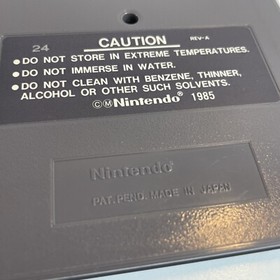 24
CAUTION
REV-A
• DO NOT STORE IN EXTREME TEMPERATURES.
• DO NOT IMMERSE IN WATER.
• DO NOT CLEAN WITH BENZENE, THINNER,
ALCOHOL OR OTHER SUCH SOLVENTS.
©ⓂNintendo® 1985
Nintendo
PAT. PEND. MADE IN JAPAN